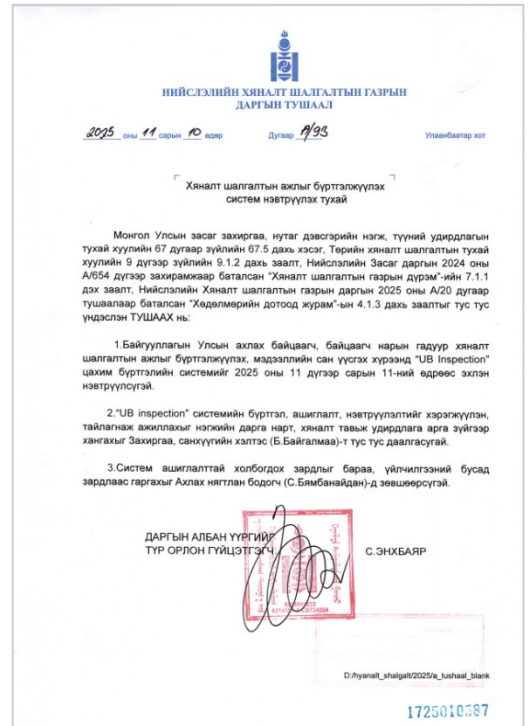 НИЙСЛЭЛИЙН ХЯНАЛТ ШАЛГАЛТЫН ГАЗРЫН
ДАРГЫН ТУШААЛ
2025 оны 11 сарын 10 өдөр Дугаар А/93 Улаанбаатар хот
Хяналт шалгалтын ажлыг бүртгэлжүүлэх
систем нэвтрүүлэх тухай
Монгол Улсын засаг захиргаа, нутаг дэвсгэрийн нэгж, түүний удирдлагын
тухай хуулийн 67 дугаар зүйлийн 67.5 дахь хэсэг, Төрийн хяналт шалгалтын тухай
хуулийн 9 дүгээр зүйлийн 9.1.2 дахь заалт, Нийслэлийн Засаг даргын 2024 оны
А/654 дүгээр захирамжаар баталсан "Хяналт шалгалтын газрын дүрэм"-ийн 7.1.1
дэх заалт, Нийслэлийн Хяналт шалгалтын газрын даргын 2025 оны А/20 дугаар
тушаалаар баталсан "Хөдөлмөрийн дотоод журам"-ын 4.1.3 дахь заалтыг тус тус
үндэслэн ТУШААХ нь:
1.Байгууллагын Улсын ахлах байцаагч, байцаагч нарын гадуур хяналт
шалгалтын ажлыг бүртгэлжүүлэх, мэдээллийн сан үүсгэх хүрээнд "UB Inspection"
цахим бүртгэлийн системийг 2025 оны 11 дүгээр сарын 11-ний өдрөөс эхлэн
нэвтрүүлсүгэй.
2."UB inspection" системийн бүртгэл, ашиглалт, нэвтрүүлэлтийг хэрэгжүүлэн,
тайлагнаж ажиллахыг нэгжийн дарга нарт, хяналт тавьж удирдлага арга зүйгээр
хангахыг Захиргаа, санхүүгийн хэлтэс (Б.Байгалмаа)-т тус тус даалгасугай.
3.Систем ашиглалттай холбогдох зардлыг бараа, үйлчилгээний бусад
зардлаас гаргахыг Ахлах нягтлан бодогч (С.Бямбанайдан)-д зөвшөөрсүгэй.
ДАРГЫН АЛБАН ҮҮРГИЙГ
ТҮР ОРЛОН ГҮЙЦЭТГЭГЧ С.ЭНХБАЯР
D:/hyanalt_shalgalt/2025/a_tushaal_blank
1725010587